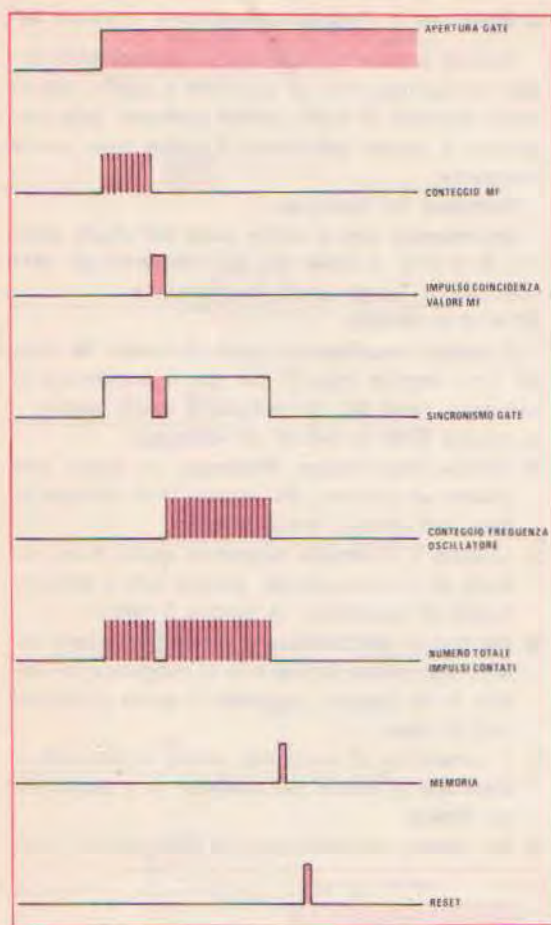 APERTURA GATE
CONTEGGIO MF
IMPULSO COINCIDENZA
VALORE MF
SINCRONISMO GATE
CONTEGGIO FREQUENZA
OSCILLATORE
NUMERO TOTALE
IMPULSI CONTATI
MEMORIA
RESET